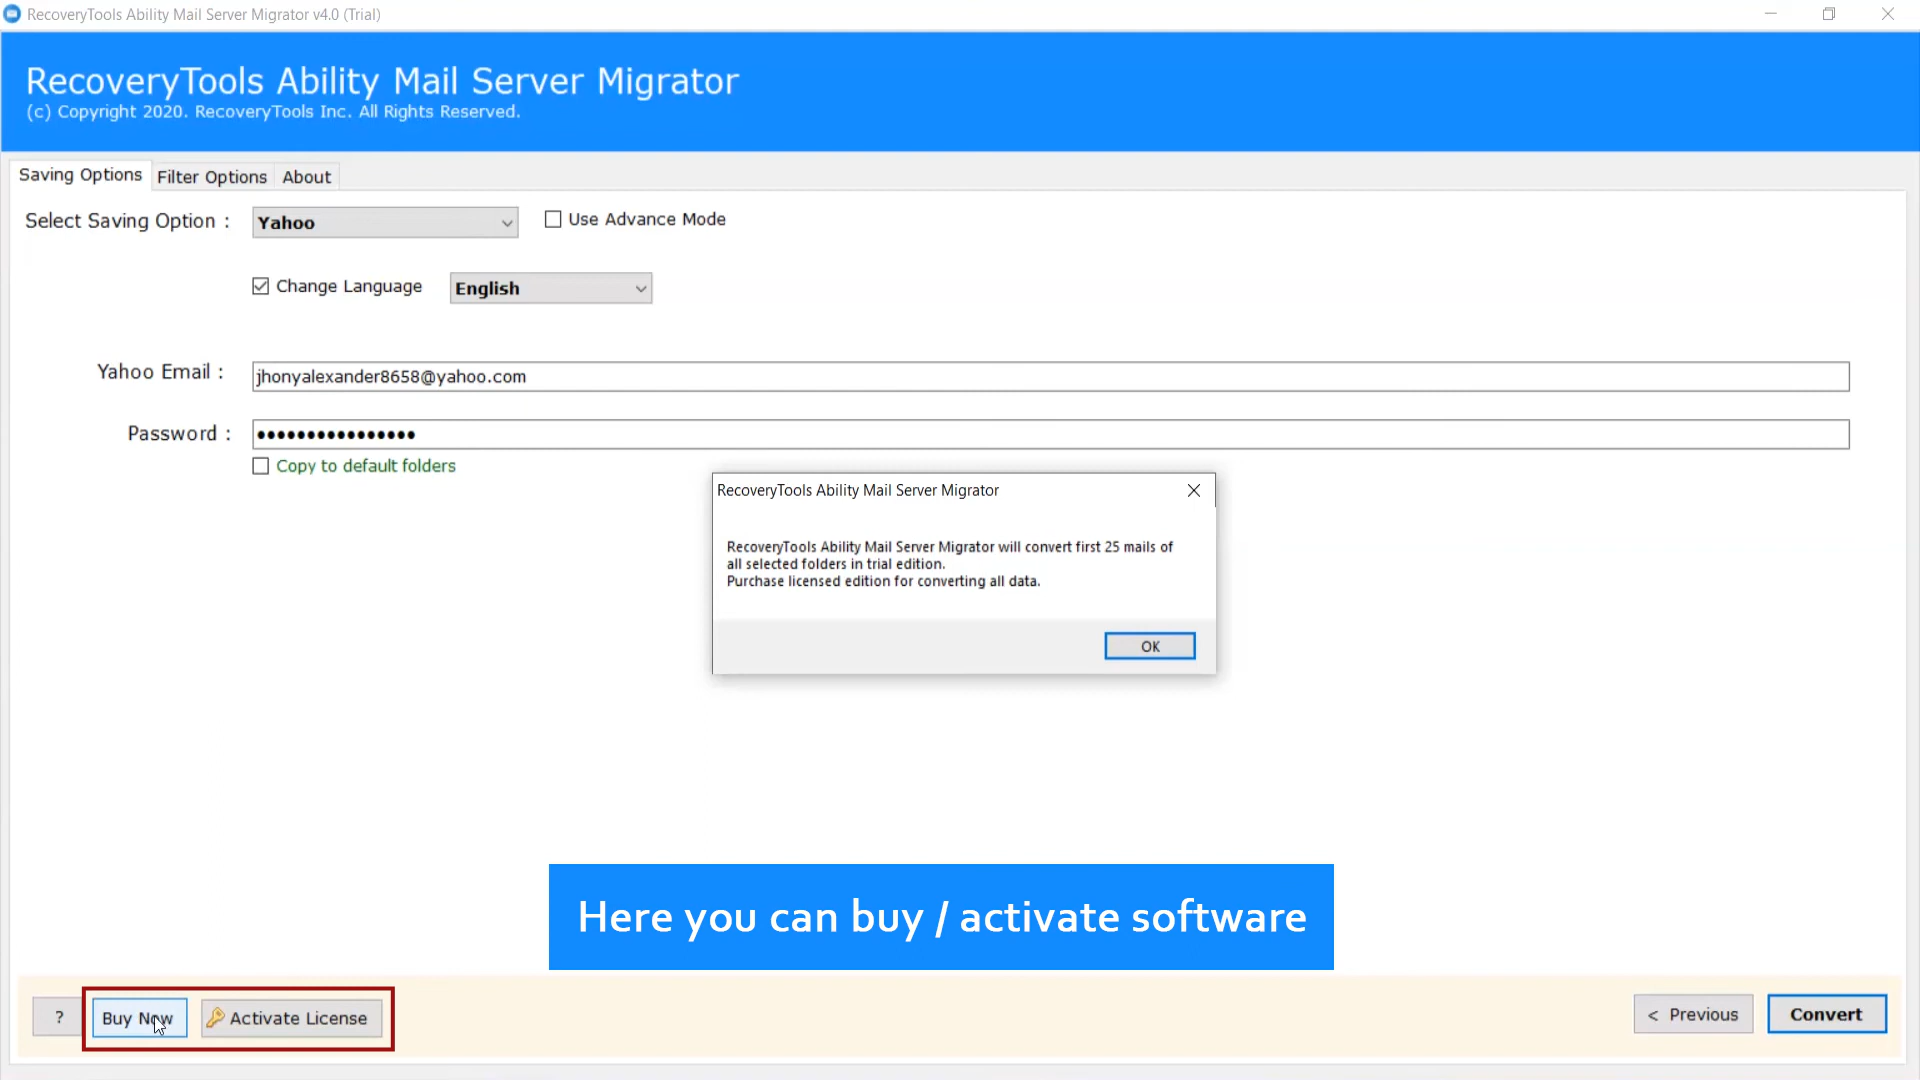 RecoveryTools Ability Mail Server Migrator v4.0 (Trial)
RecoveryTools Ability Mail Server Migrator
(c) Copyright 2020. RecoveryTools Inc. All Rights Reserved.
Saving Options Filter Options About
Select Saving Option : Yahoo Use Advance Mode
Change Language English
Yahoo Email : jhonyalexander8658@yahoo.com
Password : ●●●●●●●●●●●●●●●●
Copy to default folders
RecoveryTools Ability Mail Server Migrator
RecoveryTools Ability Mail Server Migrator will convert first 25 mails of
all selected folders in trial edition.
Purchase licensed edition for converting all data.
OK
Here you can buy / activate software
? Buy Now Activate License < Previous Convert